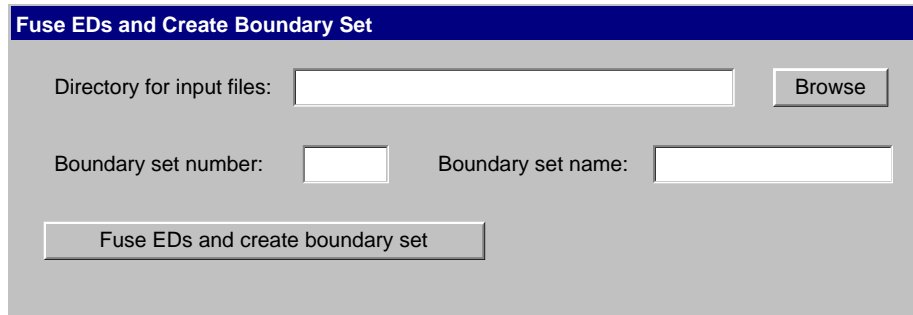 Fuse EDs and Create Boundary Set
Directory for input files: Browse
Boundary set number: Boundary set name:
Fuse EDs and create boundary set